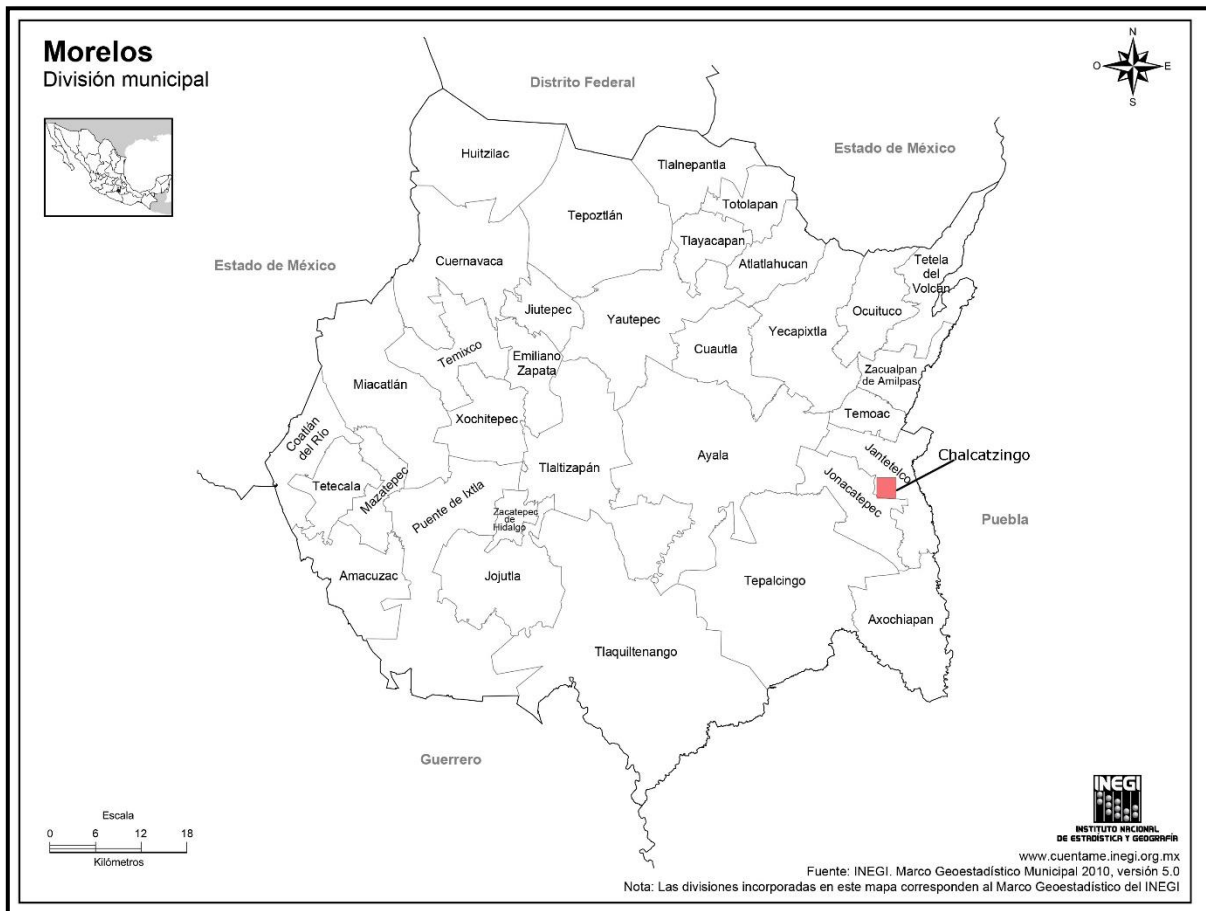 Morelos
División municipal
N
O
E
S
Distrito Federal
Estado de México
Estado de México
Puebla
Guerrero
Huitzilac
Tepoztlán
Tlalnepantla
Totolapan
Tlayacapan
Atlatlahucan
Cuernavaca
Jiutepec
Yautepec
Cuautla
Yecapixtla
Ocuituco
Tetela
del
Volcán
Temixco
Emiliano
Zapata
Zacualpan
de Amilpas
Miacatlán
Xochitepec
Temoac
Coatlán
del Río
Tetecala
Mazatepec
Puente de Ixtla
Tlaltizapán
Ayala
Jantetelco
Chalcatzingo
Jonacatepec
Zacatepec
de
Hidalgo
Amacuzac
Jojutla
Tepalcingo
Axochiapan
Tlaquiltenango
Escala
0 6 12 18
Kilómetros
INEGI
INSTITUTO NACIONAL
DE ESTADÍSTICA Y GEOGRAFÍA
www.cuentame.inegi.org.mx
Fuente: INEGI. Marco Geoestadístico Municipal 2010, versión 5.0
Nota: Las divisiones incorporadas en este mapa corresponden al Marco Geoestadístico del INEGI